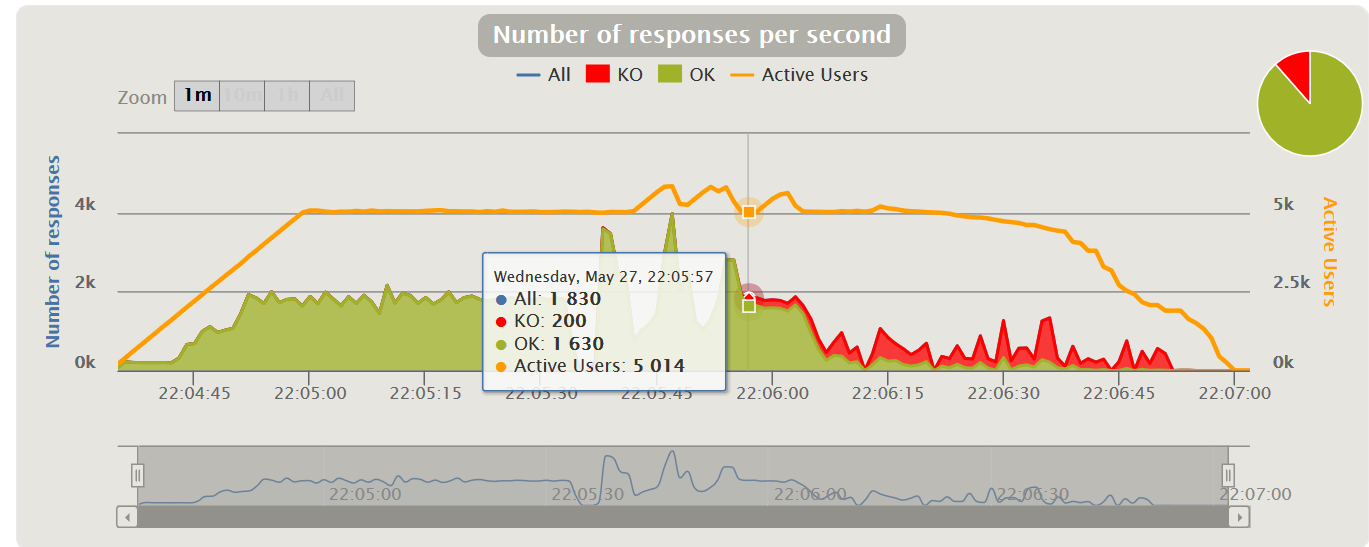 Number of responses per second
All KO OK Active Users
Zoom 1m 10m 1h All
Number of responses
4k
2k
0k
5k
2.5k
0k
Active Users
Wednesday, May 27, 22:05:57
All: 1 830
KO: 200
OK: 1 630
Active Users: 5 014
22:04:45 22:05:00 22:05:15 22:05:30 22:05:45 22:06:00 22:06:15 22:06:30 22:06:45 22:07:00
22:05:00 22:05:30 22:06:00 22:06:30 22:07:00